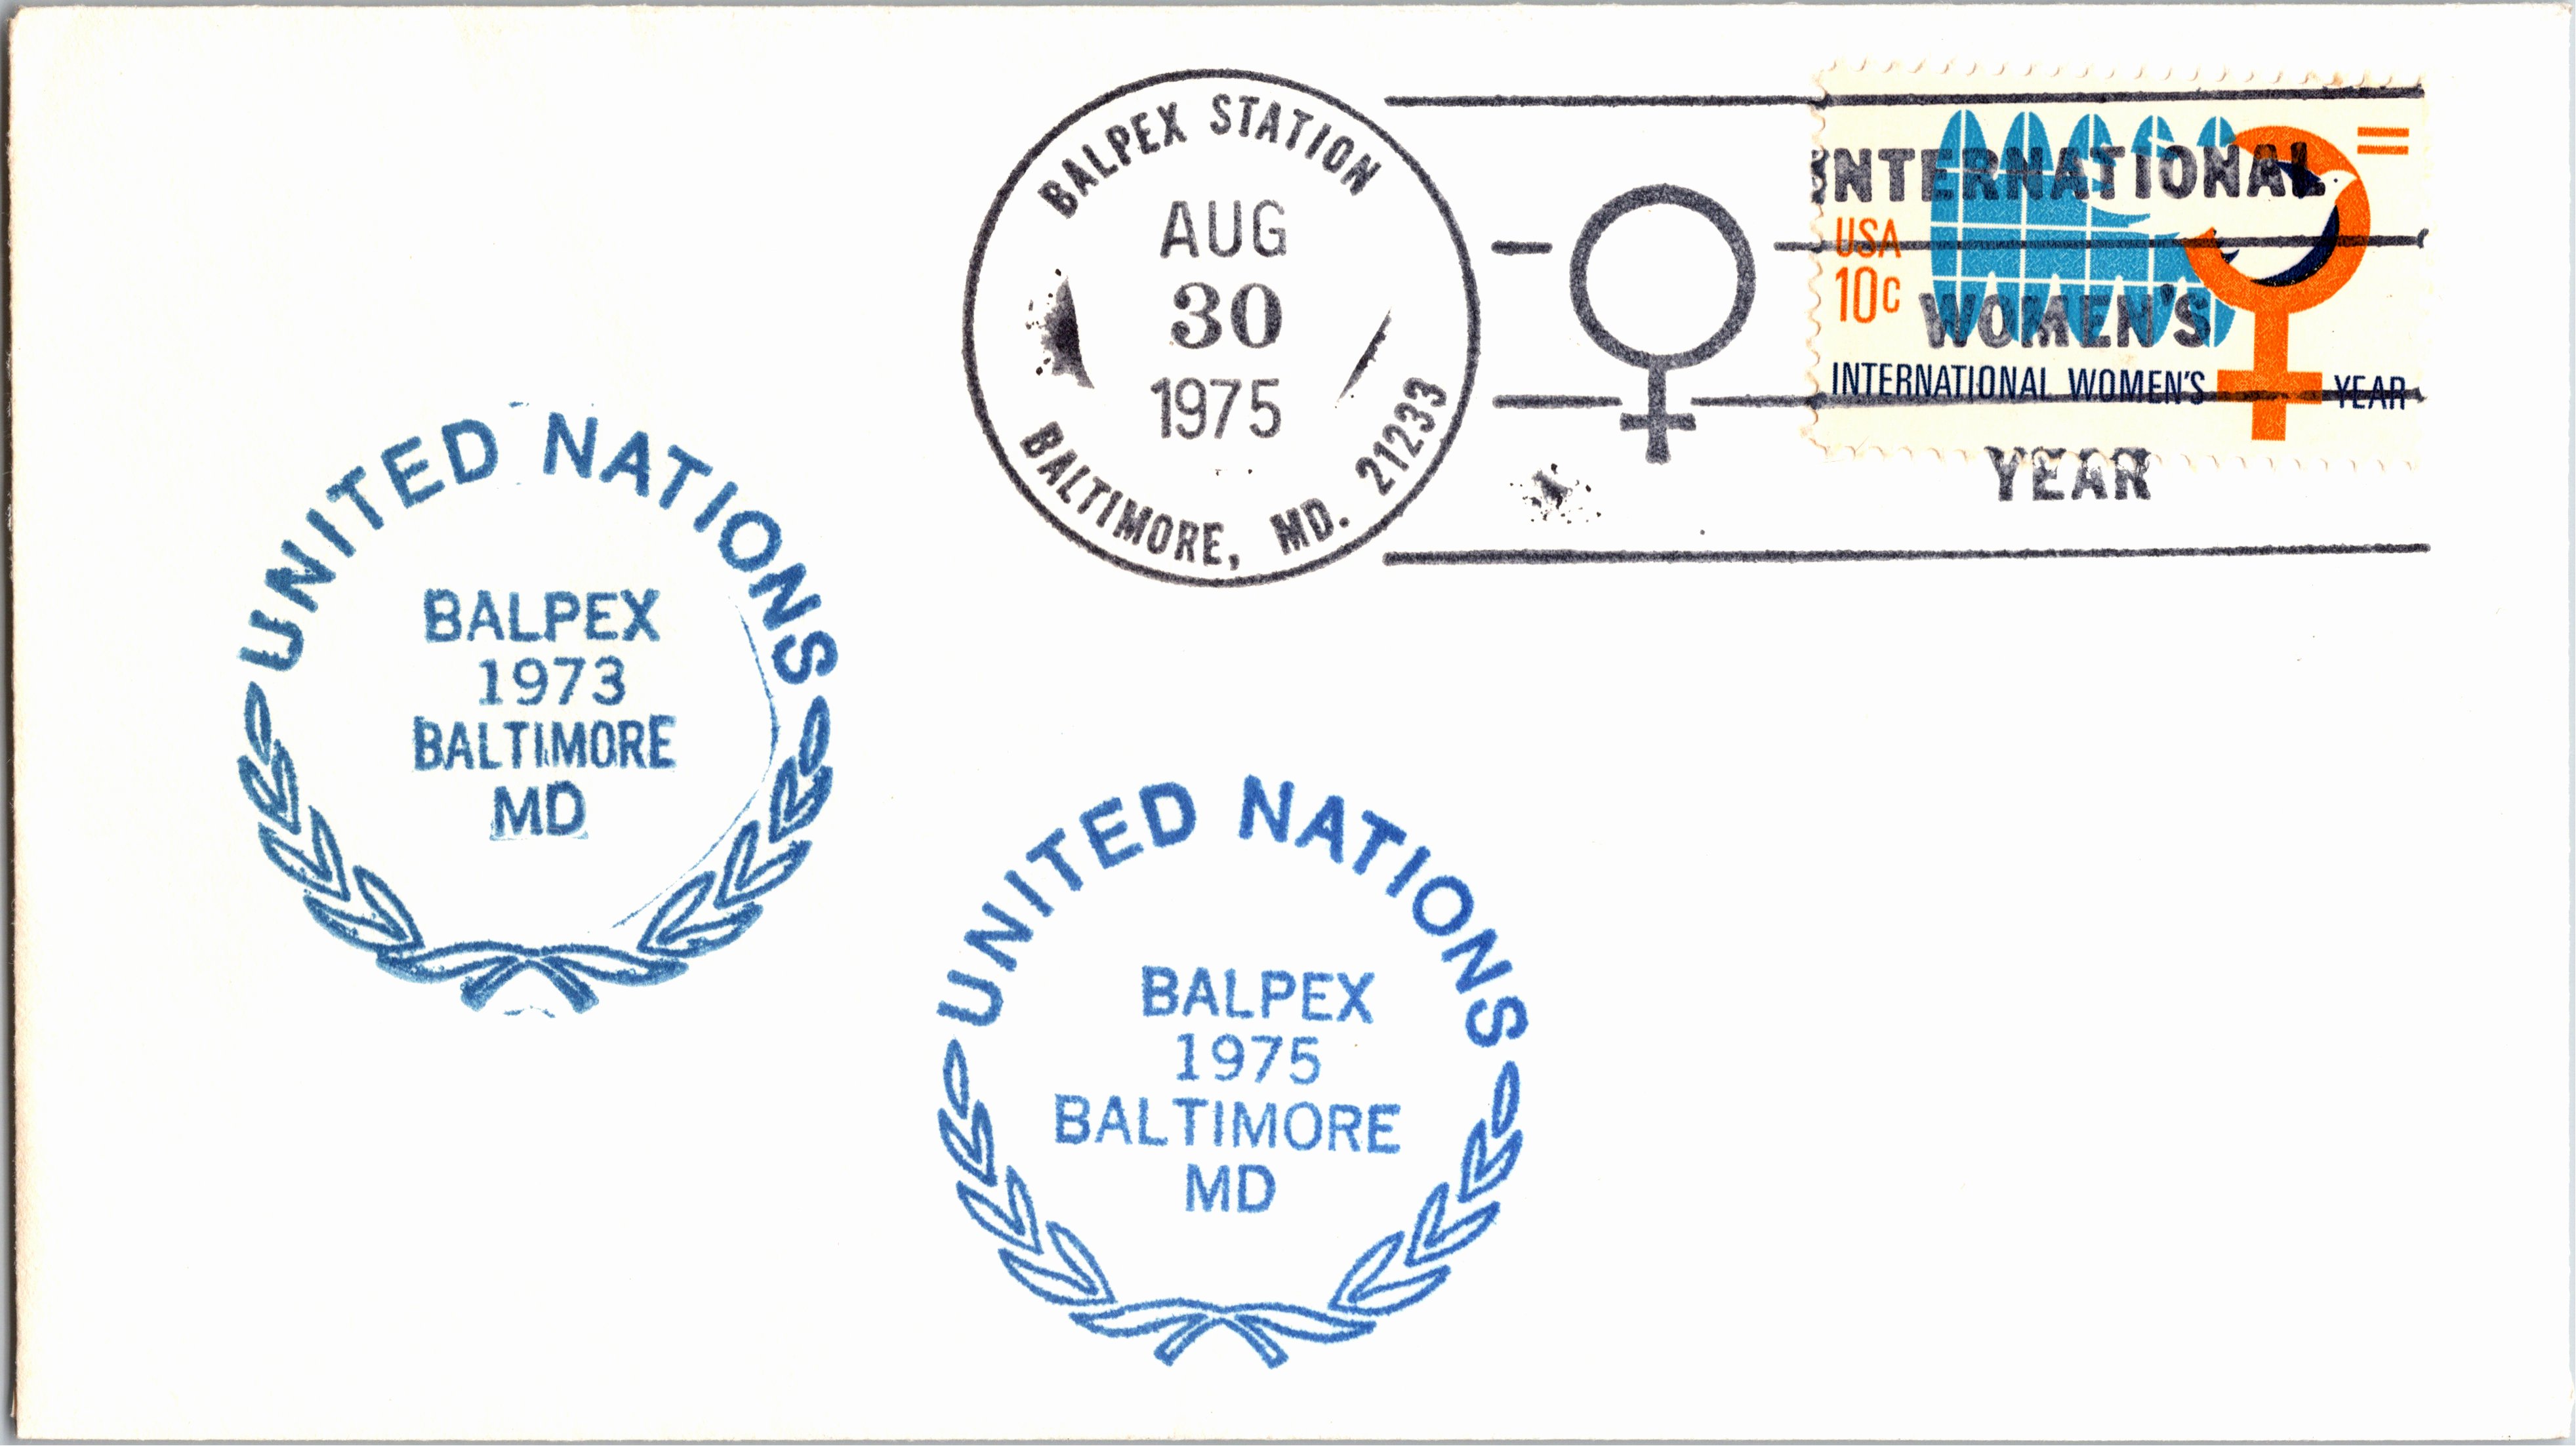 BALPEX STATION
AUG
30
1975
BALTIMORE, MD. 21233
INTERNATIONAL
WOMEN'S
YEAR
USA
10c
=
INTERNATIONAL WOMEN'S YEAR
UNITED NATIONS
BALPEX
1973
BALTIMORE
MD
UNITED NATIONS
BALPEX
1975
BALTIMORE
MD